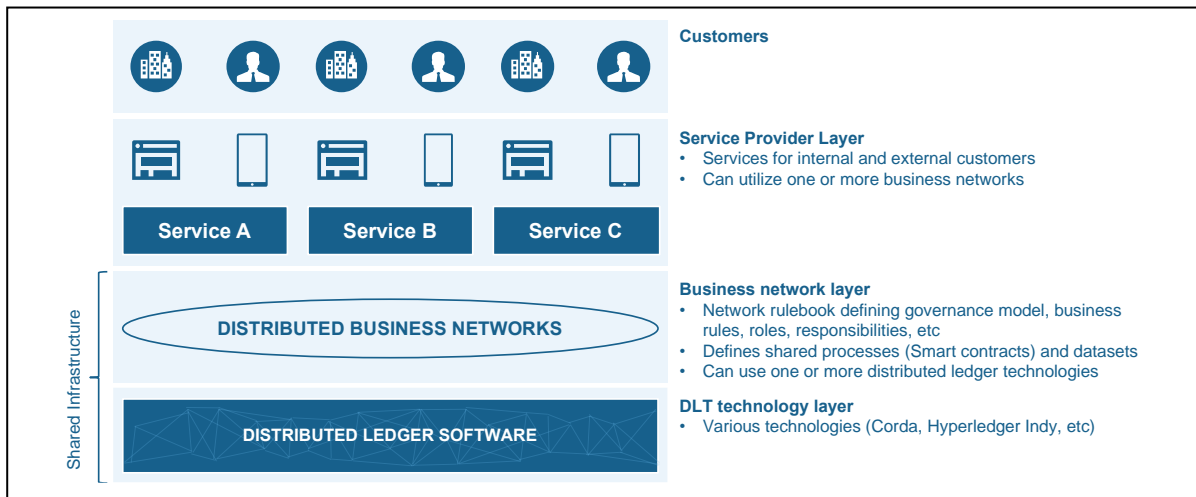 Customers
Service Provider Layer
• Services for internal and external customers
• Can utilize one or more business networks
Service A
Service B
Service C
Shared Infrastructure
Business network layer
• Network rulebook defining governance model, business
rules, roles, responsibilities, etc
• Defines shared processes (Smart contracts) and datasets
• Can use one or more distributed ledger technologies
DISTRIBUTED BUSINESS NETWORKS
DLT technology layer
• Various technologies (Corda, Hyperledger Indy, etc)
DISTRIBUTED LEDGER SOFTWARE